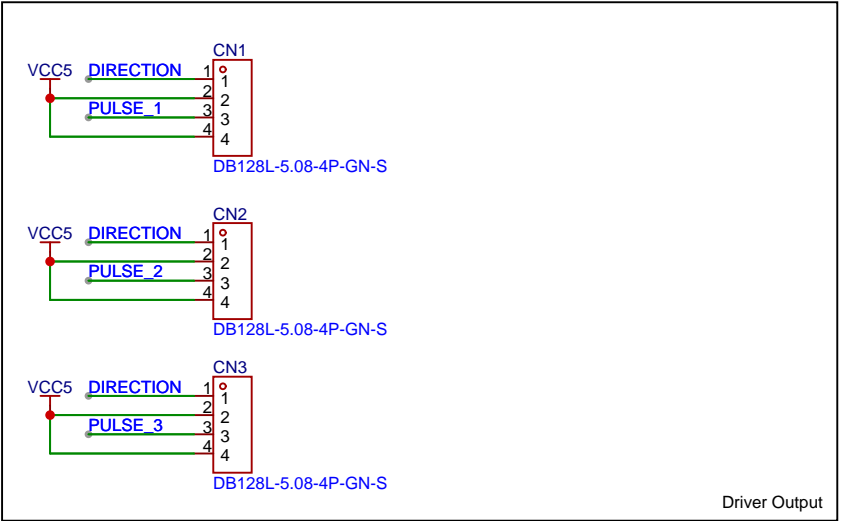 CN1
VCC5 DIRECTION 1 1
2 2
PULSE_1 3 3
4 4
DB128L-5.08-4P-GN-S
CN2
VCC5 DIRECTION 1 1
2 2
PULSE_2 3 3
4 4
DB128L-5.08-4P-GN-S
CN3
VCC5 DIRECTION 1 1
2 2
PULSE_3 3 3
4 4
DB128L-5.08-4P-GN-S
Driver Output